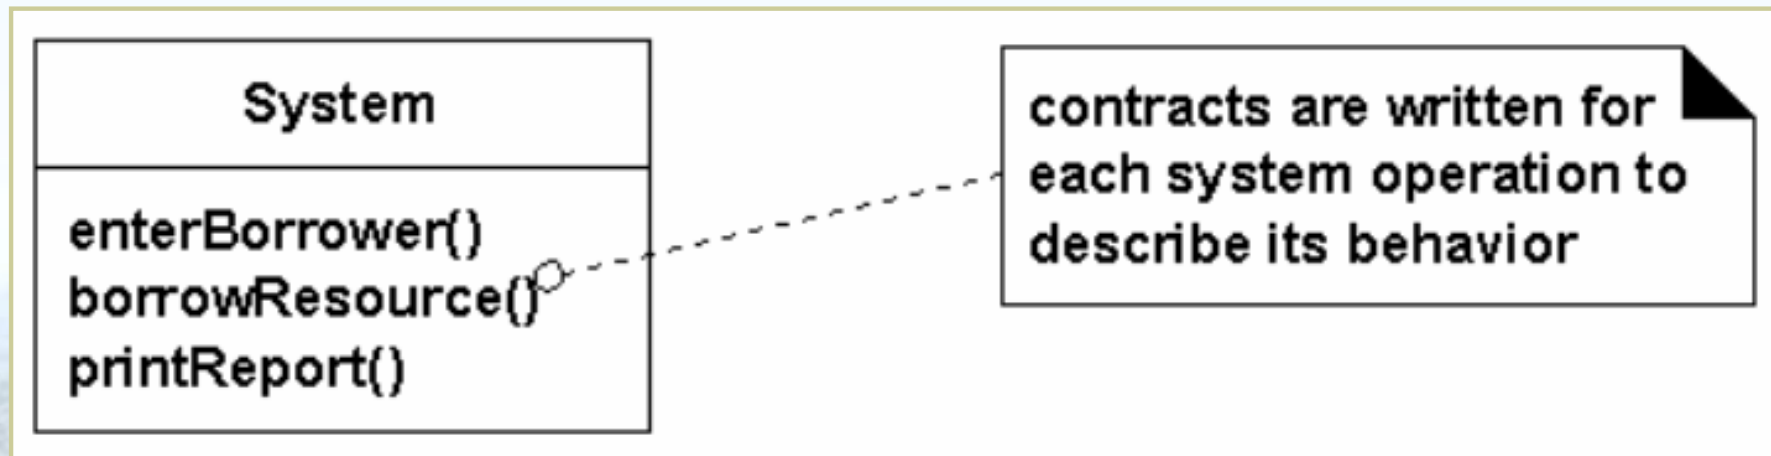 System
enterBorrower()
borrowResource()
printReport()
contracts are written for
each system operation to
describe its behavior